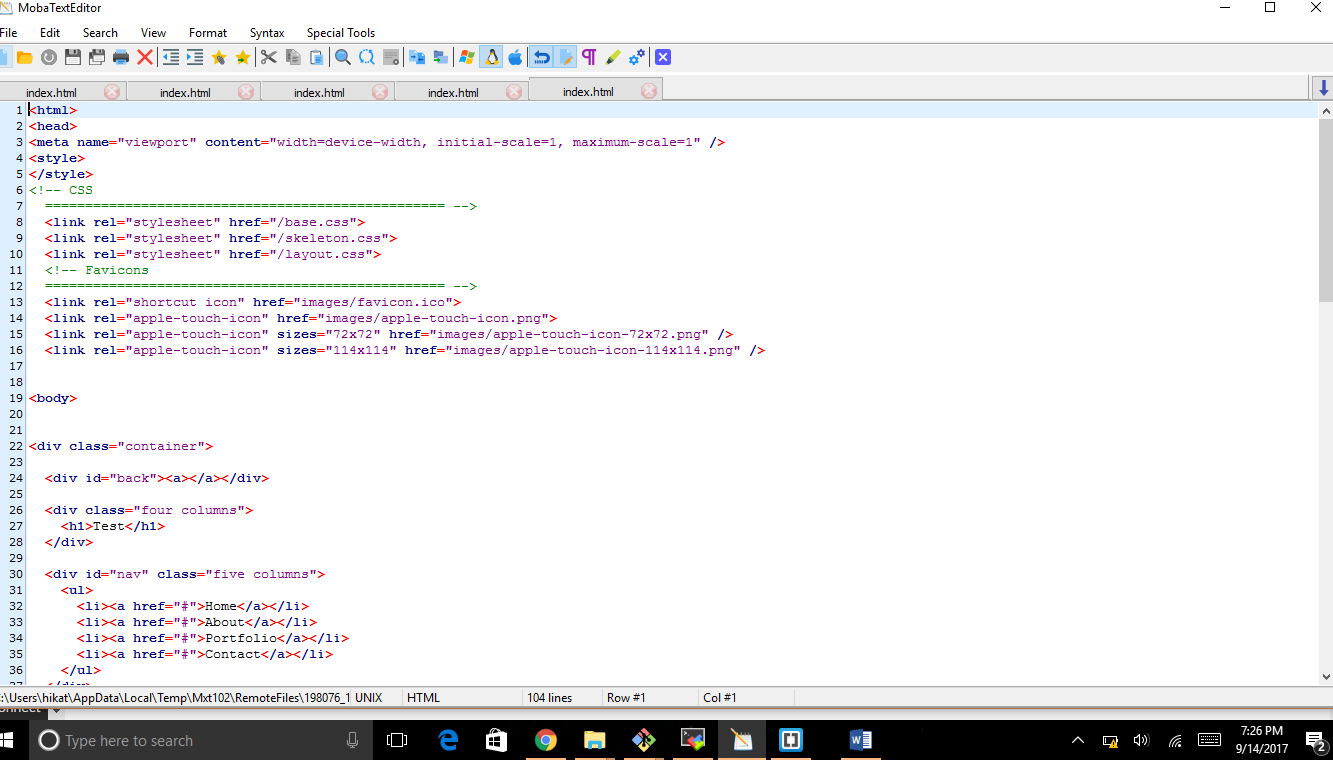 MobaTextEditor
File Edit Search View Format Syntax Special Tools
index.html index.html index.html index.html index.html
1 <html>
2 <head>
3 <meta name="viewport" content="width=device-width, initial-scale=1, maximum-scale=1" />
4 <style>
5 </style>
6 <!-- CSS
7 ================================================== -->
8 <link rel="stylesheet" href="/base.css">
9 <link rel="stylesheet" href="/skeleton.css">
10 <link rel="stylesheet" href="/layout.css">
11 <!-- Favicons
12 ================================================== -->
13 <link rel="shortcut icon" href="images/favicon.ico">
14 <link rel="apple-touch-icon" href="images/apple-touch-icon.png">
15 <link rel="apple-touch-icon" sizes="72x72" href="images/apple-touch-icon-72x72.png" />
16 <link rel="apple-touch-icon" sizes="114x114" href="images/apple-touch-icon-114x114.png" />
17
18
19 <body>
20
21
22 <div class="container">
23
24 <div id="back"><a></a></div>
25
26 <div class="four columns">
27 <h1>Test</h1>
28 </div>
29
30 <div id="nav" class="five columns">
31 <ul>
32 <li><a href="#">Home</a></li>
33 <li><a href="#">About</a></li>
34 <li><a href="#">Portfolio</a></li>
35 <li><a href="#">Contact</a></li>
36 </ul>
:\Users\hikat\AppData\Local\Temp\Mxt102\RemoteFiles\198076_1 UNIX HTML 104 lines Row #1 Col #1
Type here to search
7:26 PM
9/14/2017
2